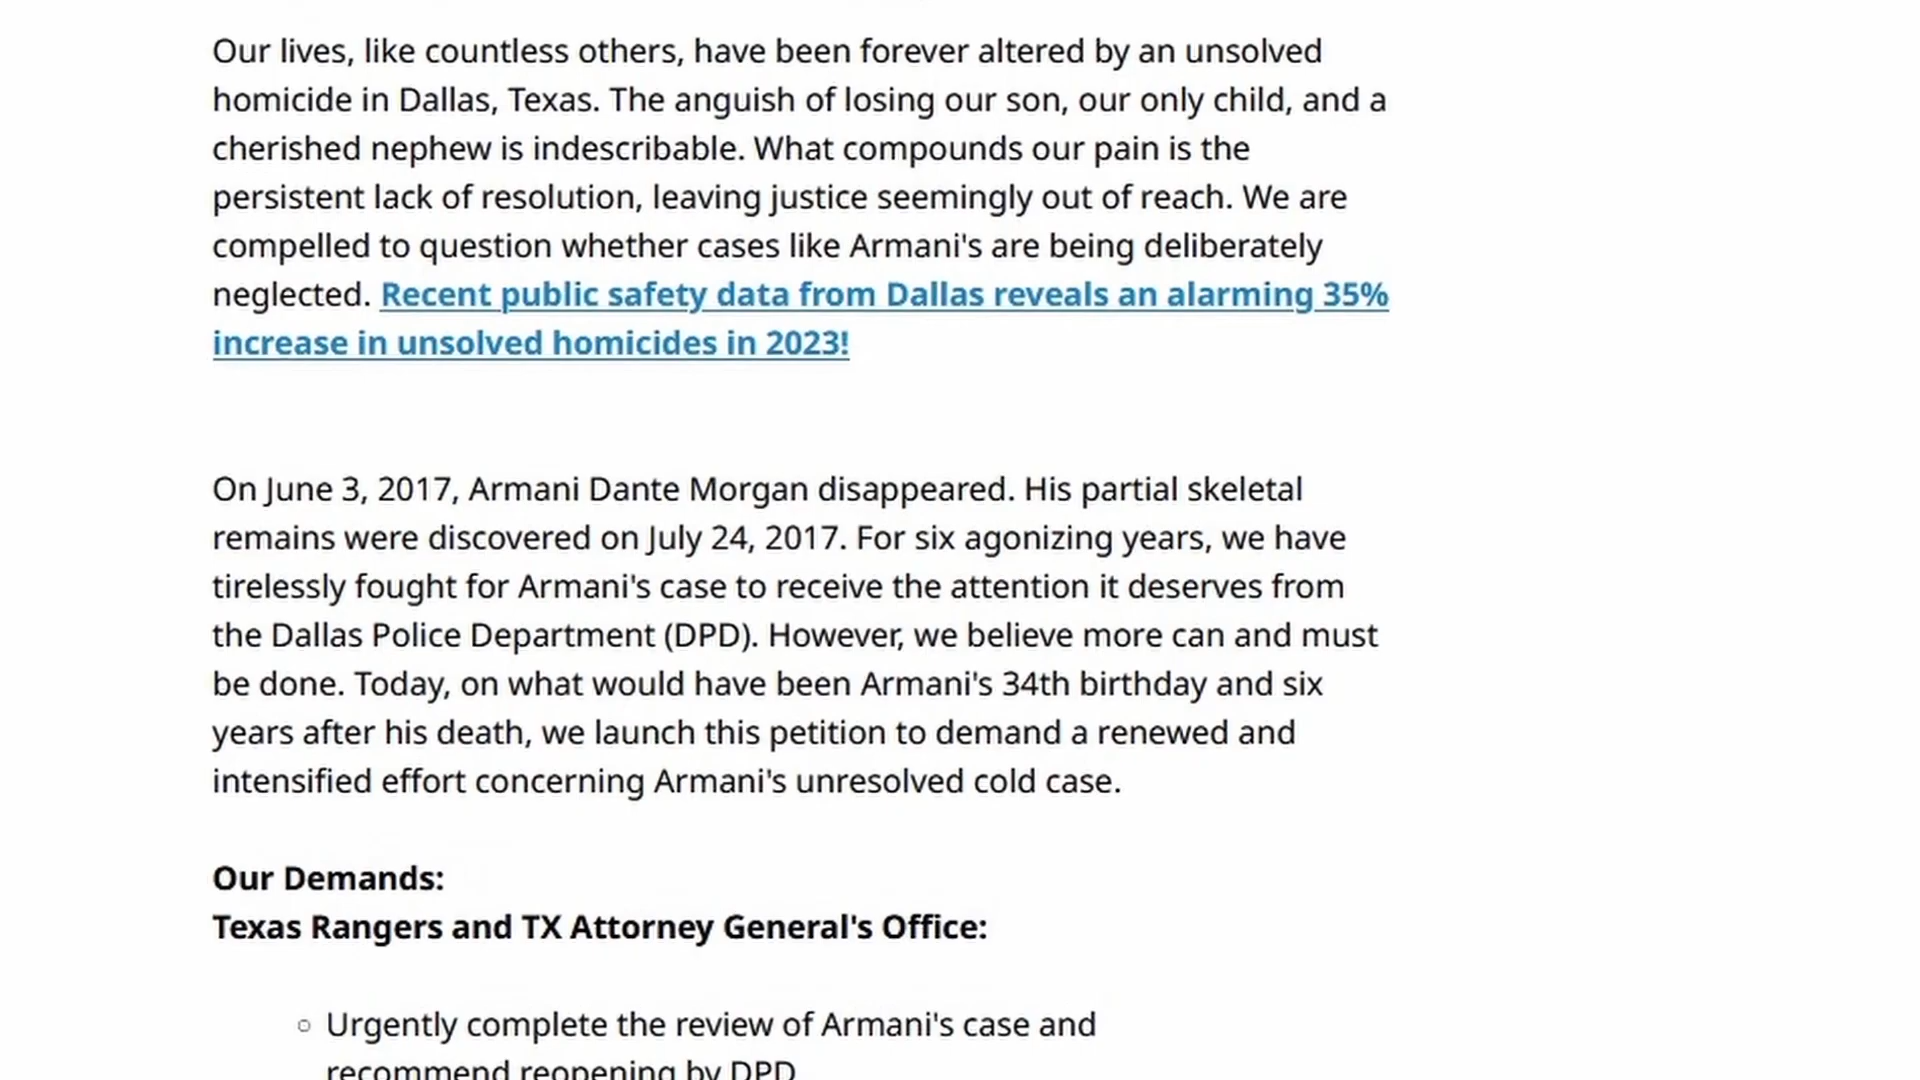 Our lives, like countless others, have been forever altered by an unsolved
homicide in Dallas, Texas. The anguish of losing our son, our only child, and a
cherished nephew is indescribable. What compounds our pain is the
persistent lack of resolution, leaving justice seemingly out of reach. We are
compelled to question whether cases like Armani's are being deliberately
neglected. Recent public safety data from Dallas reveals an alarming 35%
increase in unsolved homicides in 2023!
On June 3, 2017, Armani Dante Morgan disappeared. His partial skeletal
remains were discovered on July 24, 2017. For six agonizing years, we have
tirelessly fought for Armani's case to receive the attention it deserves from
the Dallas Police Department (DPD). However, we believe more can and must
be done. Today, on what would have been Armani's 34th birthday and six
years after his death, we launch this petition to demand a renewed and
intensified effort concerning Armani's unresolved cold case.
Our Demands:
Texas Rangers and TX Attorney General's Office:
○ Urgently complete the review of Armani's case and
recommend reopening by DPD